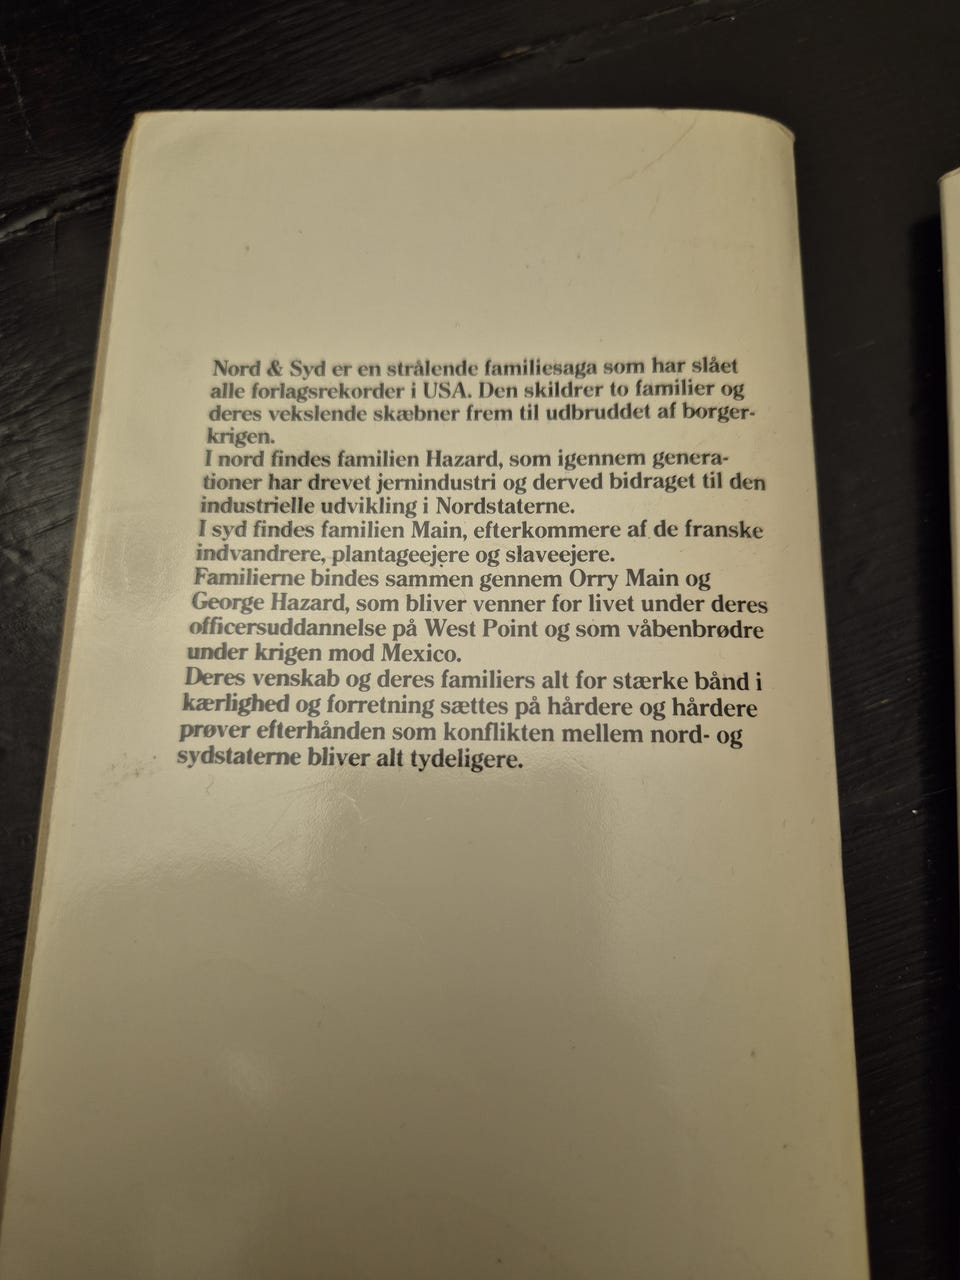 Nord & Syd er en strålende familiesaga som har slået
alle forlagsrekorder i USA. Den skildrer to familier og
deres vekslende skæbner frem til udbruddet af borger-
krigen.
I nord findes familien Hazard, som igennem genera-
tioner har drevet jernindustri og derved bidraget til den
industrielle udvikling i Nordstaterne.
I syd findes familien Main, efterkommere af de franske
indvandrere, plantageejere og slaveejere.
Familierne bindes sammen gennem Orry Main og
George Hazard, som bliver venner for livet under deres
officersuddannelse på West Point og som våbenbrødre
under krigen mod Mexico.
Deres venskab og deres familiers alt for stærke bånd i
kærlighed og forretning sættes på hårdere og hårdere
prøver efterhånden som konflikten mellem nord- og
sydstaterne bliver alt tydeligere.